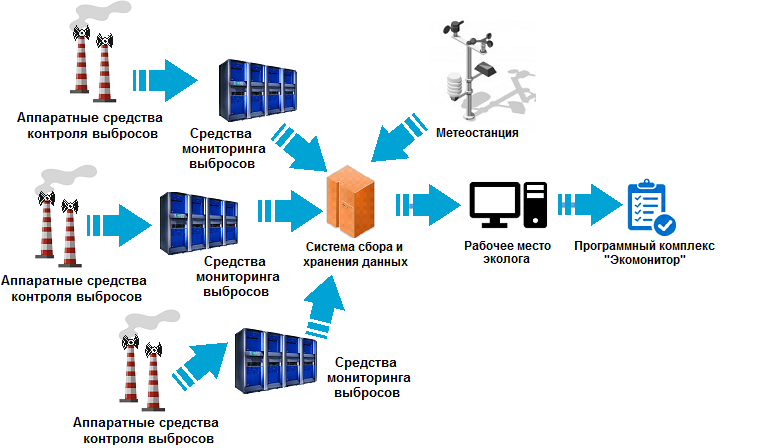 Аппаратные средства
контроля выбросов
Средства
мониторинга
выбросов
Метеостанция
Аппаратные средства
контроля выбросов
Средства
мониторинга
выбросов
Система сбора и
хранения данных
Рабочее место
эколога
Программный комплекс
"Экомонитор"
Аппаратные средства
контроля выбросов
Средства
мониторинга
выбросов